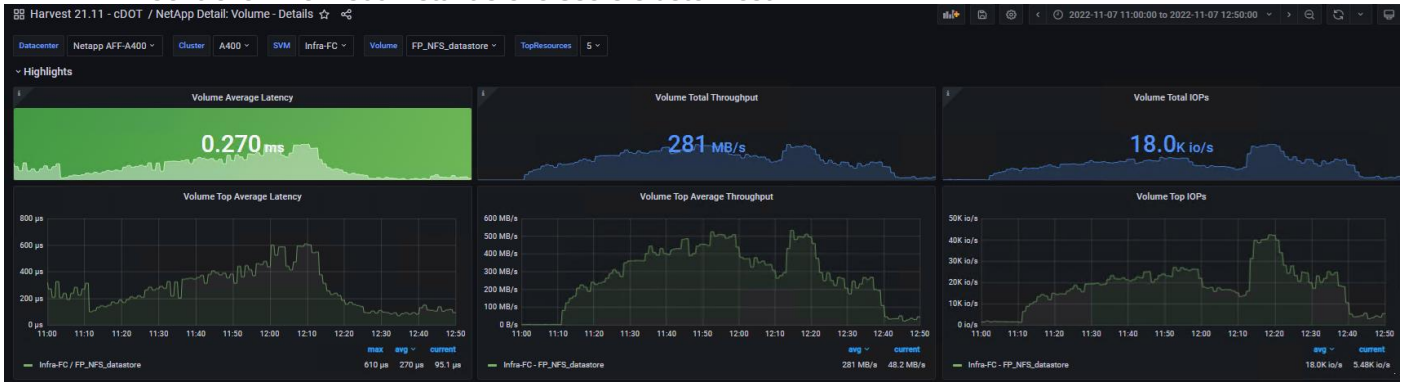 Harvest 21.11 - cDOT / NetApp Detail: Volume - Details 2022-11-07 11:00:00 to 2022-11-07 12:50:00
Datacenter Netapp AFF-A400 Cluster A400 SVM Infra-FC Volume FP_NFS_datastore TopResources 5
Highlights
Volume Average Latency Volume Total Throughput Volume Total IOPs
0.270 ms 281 MB/s 18.0K io/s
Volume Top Average Latency Volume Top Average Throughput Volume Top IOPs
800 µs 600 MB/s 50K io/s
500 MB/s
600 µs 40K io/s
400 MB/s
30K io/s
400 µs 300 MB/s
20K io/s
200 MB/s
200 µs 10K io/s
100 MB/s
0 µs 0 B/s 0 io/s
11:00 11:10 11:20 11:30 11:40 11:50 12:00 12:10 12:20 12:30 12:40 12:50 11:00 11:10 11:20 11:30 11:40 11:50 12:00 12:10 12:20 12:30 12:40 12:50 11:00 11:10 11:20 11:30 11:40 11:50 12:00 12:10 12:20 12:30 12:40 12:50
max avg current avg current avg current
Infra-FC / FP_NFS_datastore 610 µs 270 µs 95.1 µs Infra-FC - FP_NFS_datastore 281 MB/s 48.2 MB/s Infra-FC - FP_NFS_datastore 18.0K io/s 5.48K io/s